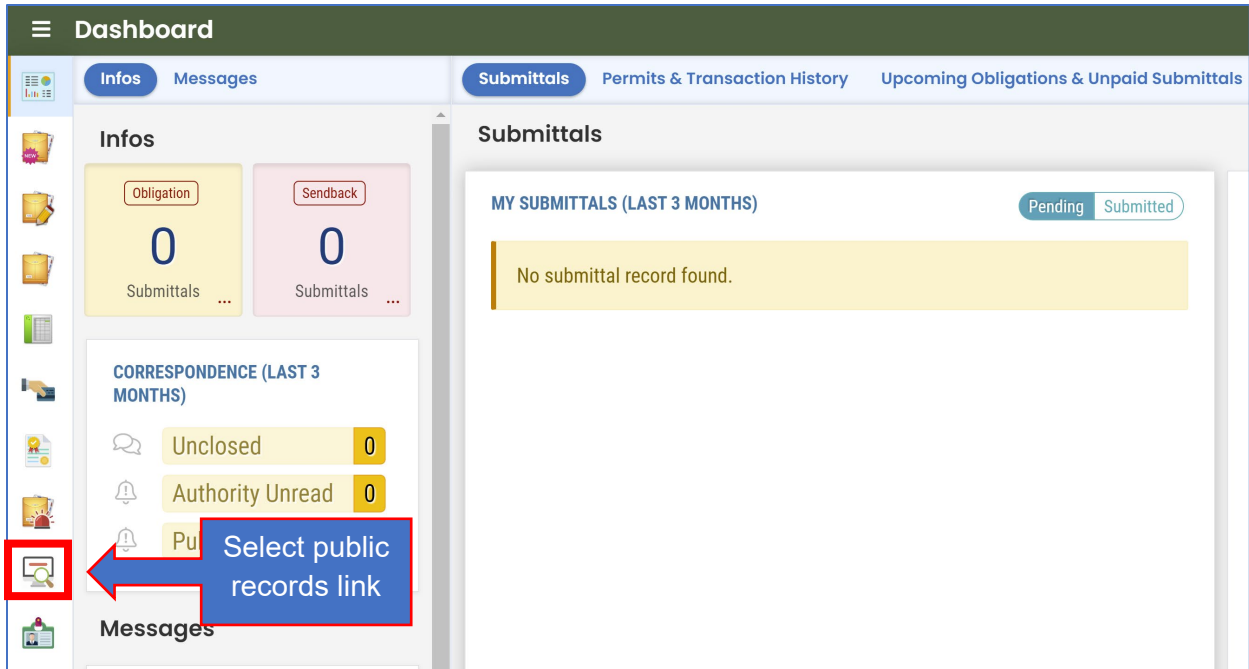 Dashboard
Infos Messages
Submittals Permits & Transaction History Upcoming Obligations & Unpaid Submittals
Infos
Obligation
0
Submittals ...
Sendback
0
Submittals ...
CORRESPONDENCE (LAST 3
MONTHS)
Unclosed 0
Authority Unread 0
Pu
Select public
records link
Messages
Submittals
MY SUBMITTALS (LAST 3 MONTHS)
Pending Submitted
No submittal record found.
NEW